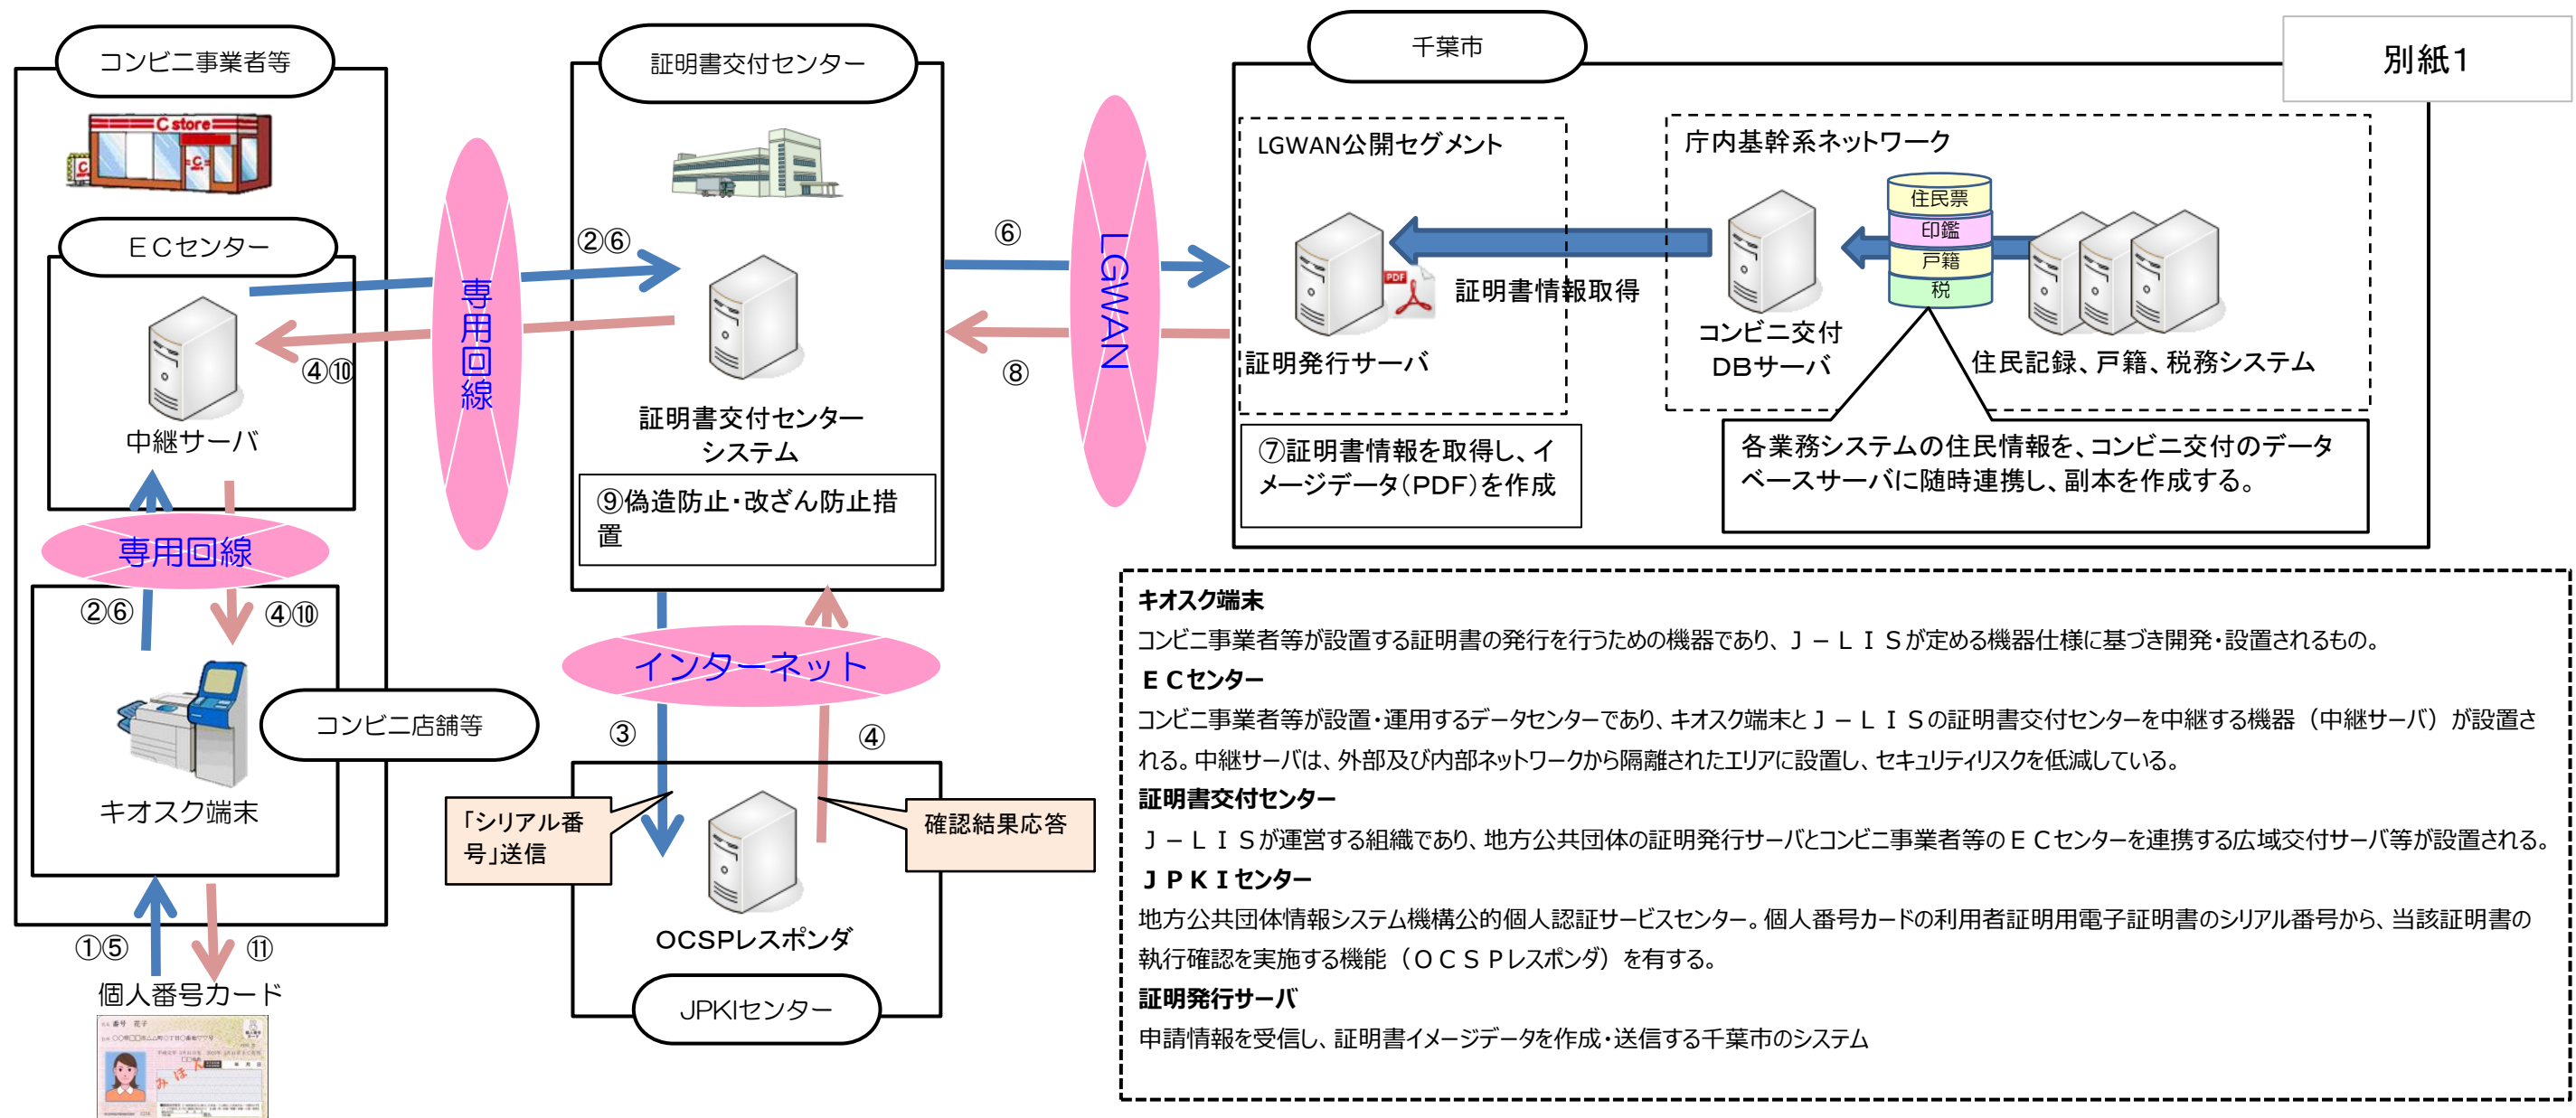 別紙1
コンビニ事業者等
C store
C
C
ECセンター
中継サーバ
④⑩
専用回線
②⑥
④⑩
キオスク端末
コンビニ店舗等
①⑤
⑪
個人番号カード
番号 花子
みほん
専用回線
②⑥
証明書交付センター
証明書交付センター
システム
⑨偽造防止・改ざん防止措
置
インターネット
③
④
「シリアル番
号」送信
確認結果応答
OCSPレスポンダ
JPKIセンター
⑥
LGWAN
⑧
千葉市
LGWAN公開セグメント
PDF
証明発行サーバ
証明書情報取得
⑦証明書情報を取得し、イ
メージデータ(PDF)を作成
庁内基幹系ネットワーク
住民票
印鑑
戸籍
税
コンビニ交付
DBサーバ
住民記録、戸籍、税務システム
各業務システムの住民情報を、コンビニ交付のデータ
ベースサーバに随時連携し、副本を作成する。
キオスク端末
コンビニ事業者等が設置する証明書の発行を行うための機器であり、J－LISが定める機器仕様に基づき開発・設置されるもの。
ECセンター
コンビニ事業者等が設置・運用するデータセンターであり、キオスク端末とJ－LISの証明書交付センターを中継する機器（中継サーバ）が設置さ
れる。中継サーバは、外部及び内部ネットワークから隔離されたエリアに設置し、セキュリティリスクを低減している。
証明書交付センター
J－LISが運営する組織であり、地方公共団体の証明発行サーバとコンビニ事業者等のECセンターを連携する広域交付サーバ等が設置される。
JPKIセンター
地方公共団体情報システム機構公的個人認証サービスセンター。個人番号カードの利用者証明用電子証明書のシリアル番号から、当該証明書の
執行確認を実施する機能（OCSPレスポンダ）を有する。
証明発行サーバ
申請情報を受信し、証明書イメージデータを作成・送信する千葉市のシステム